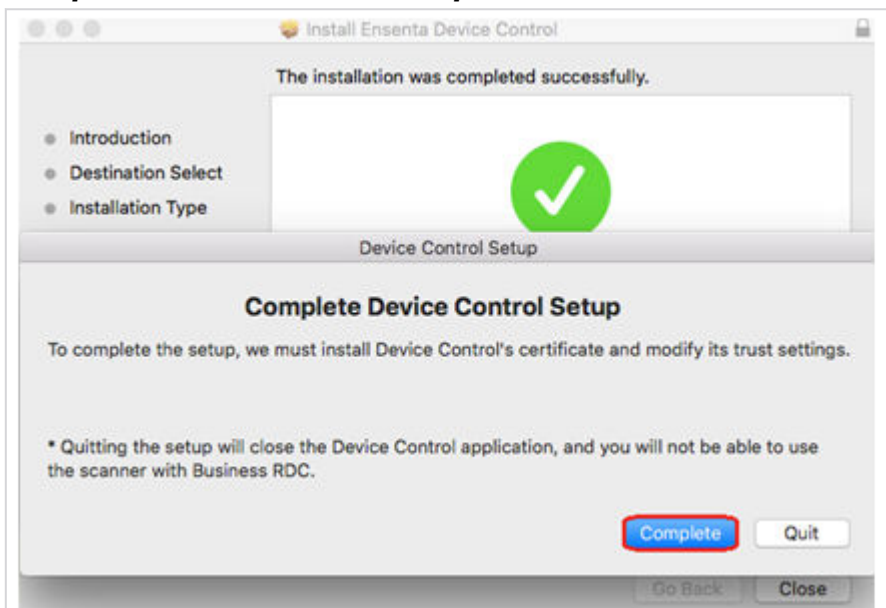 Install Ensenta Device Control
The installation was completed successfully.
Introduction
Destination Select
Installation Type
Device Control Setup
Complete Device Control Setup
To complete the setup, we must install Device Control's certificate and modify its trust settings.
* Quitting the setup will close the Device Control application, and you will not be able to use
the scanner with Business RDC.
Complete Quit
Go Back Close